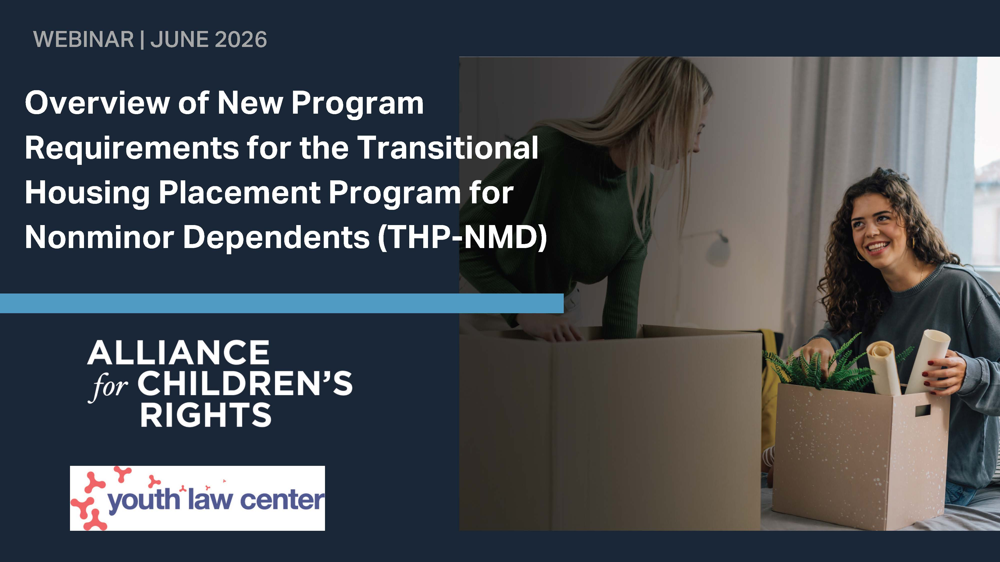 WEBINAR | JUNE 2026
Overview of New Program
Requirements for the Transitional
Housing Placement Program for
Nonminor Dependents (THP-NMD)
ALLIANCE
for CHILDREN’S
RIGHTS
youth law center